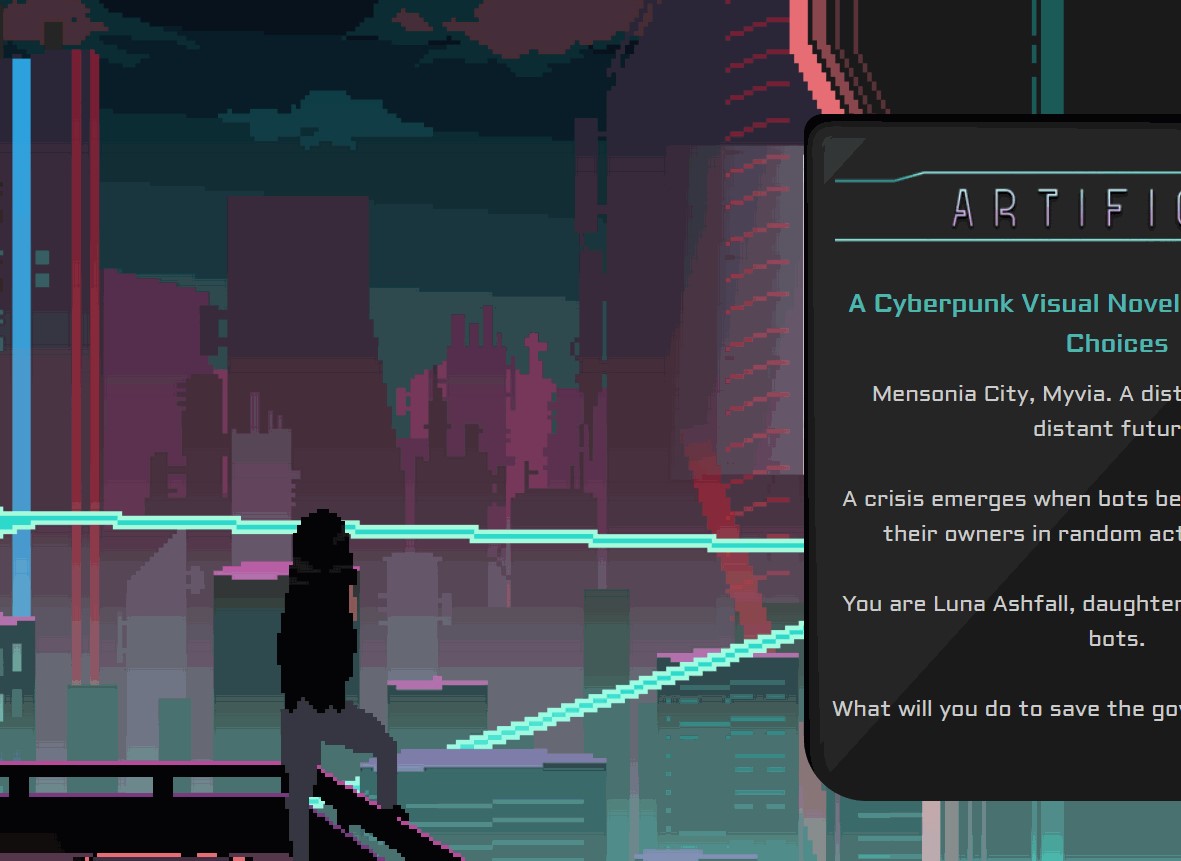 ARTIFI
A Cyberpunk Visual Novel
Choices
Mensonia City, Myvia. A dist
distant futur
A crisis emerges when bots be
their owners in random act
You are Luna Ashfall, daughter
bots.
What will you do to save the gov